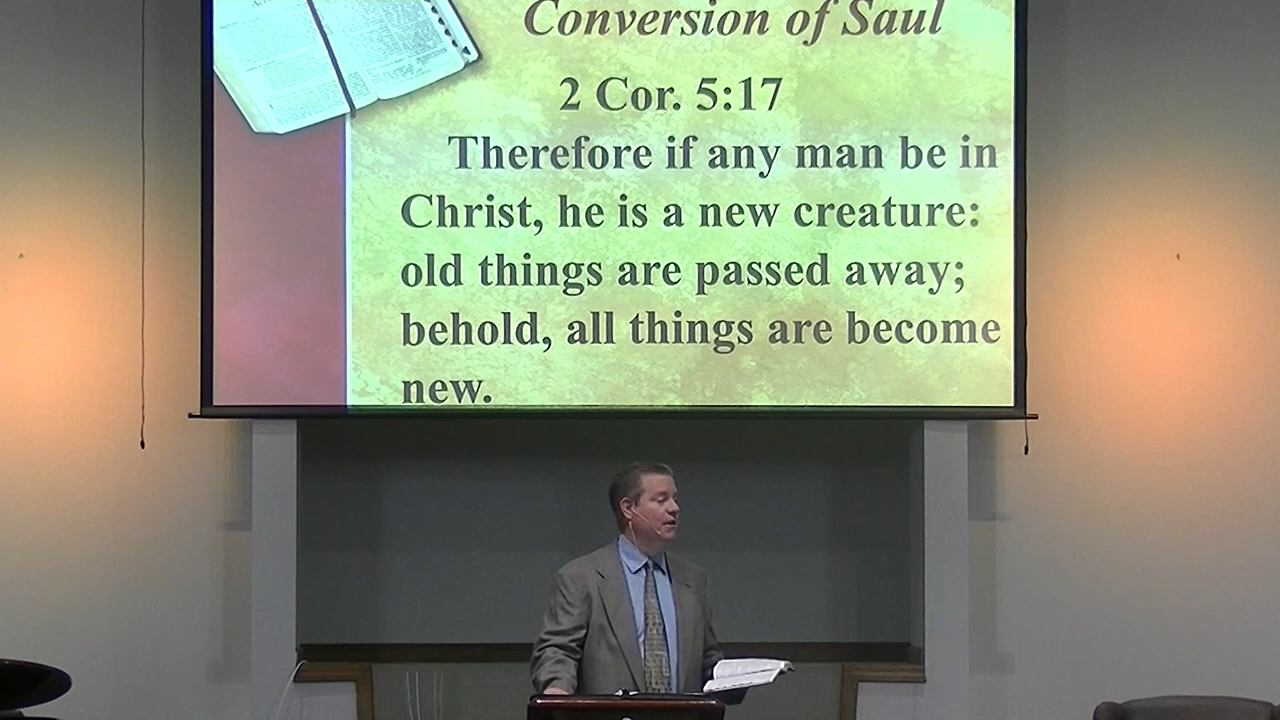 Conversion of Saul
2 Cor. 5:17
Therefore if any man be in
Christ, he is a new creature:
old things are passed away;
behold, all things are become
new.